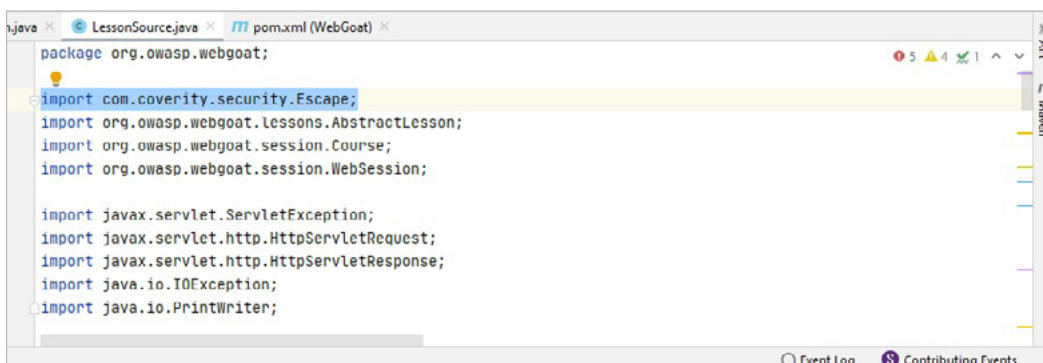 n.java × LessonSource.java × pom.xml (WebGoat) ×
package org.owasp.webgoat;
5 4 1
import com.coverity.security.Escape;
import org.owasp.webgoat.lessons.AbstractLesson;
import org.owasp.webgoat.session.Course;
import org.owasp.webgoat.session.WebSession;
import javax.servlet.ServletException;
import javax.servlet.http.HttpServletRequest;
import javax.servlet.http.HttpServletResponse;
import java.io.IOException;
import java.io.PrintWriter;
Maven
Event Log Contributing Events